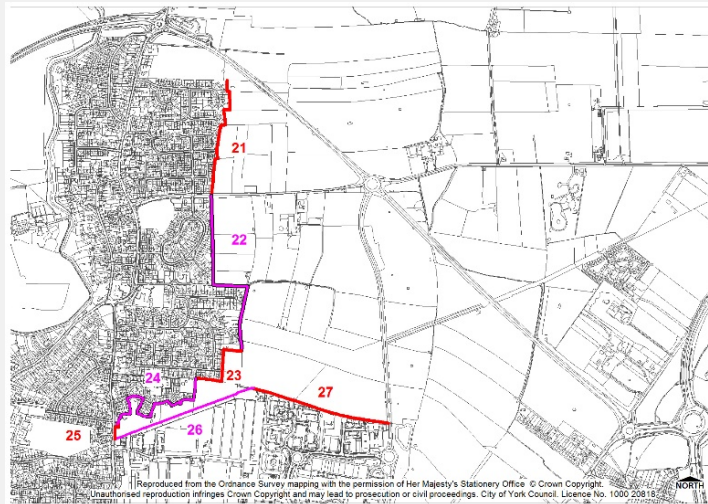 21
22
23
24
27
25
26
Reproduced from the Ordnance Survey mapping with the permission of Her Majesty's Stationery Office © Crown Copyright.
Unauthorised reproduction infringes Crown Copyright and may lead to prosecution or civil proceedings. City of York Council. Licence No. 1000 20818
NORTH